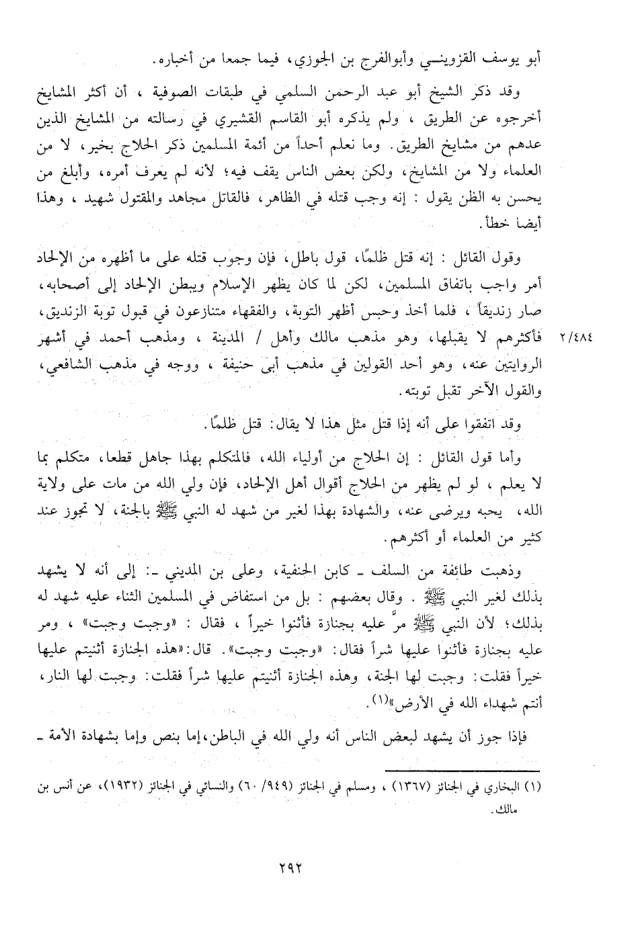 أبو يوسف القزويني وأبوالفرج بن الجوزي، فيما جمعا من أخباره.
وقد ذكر الشيخ أبو عبد الرحمن السلمي في طبقات الصوفية ، أن أكثر المشايخ
أخرجوه عن الطريق ، ولم يذكره أبو القاسم القشيري في رسالته من المشايخ الذين
عدهم من مشايخ الطريق. وما نعلم أحداً من أئمة المسلمين ذكر الحلاج بخير، لا من
العلماء ولا من المشايخ، ولكن بعض الناس يقف فيه؛ لأنه لم يعرف أمره، وأبلغ من
يحسن به الظن يقول : إنه وجب قتله في الظاهر، فالقاتل مجاهد والمقتول شهيد ، وهذا
أيضا خطأ.
وقول القائل : إنه قتل ظلمًا، قول باطل، فإن وجوب قتله على ما أظهره من الإلحاد
أمر واجب باتفاق المسلمين، لكن لما كان يظهر الإسلام ويبطن الإلحاد إلى أصحابه،
صار زنديقاً ، فلما أخذ وحبس أظهر التوبة، والفقهاء متنازعون في قبول توبة الزنديق،
فأكثرهم لا يقبلها، وهو مذهب مالك وأهل / المدينة ، ومذهب أحمد في أشهر
٢/٤٨٤
الروايتين عنه، وهو أحد القولين في مذهب أبى حنيفة ، ووجه في مذهب الشافعي،
والقول الآخر تقبل توبته.
وقد اتفقوا على أنه إذا قتل مثل هذا لا يقال: قتل ظلمًا.
وأما قول القائل : إن الحلاج من أولياء الله، فالمتكلم بهذا جاهل قطعا، متكلم بما
لا يعلم ، لو لم يظهر من الحلاج أقوال أهل الإلحاد، فإن ولي الله من مات على ولاية
الله، يحبه ويرضى عنه، والشهادة بهذا لغير من شهد له النبي ﷺ بالجنة، لا تجوز عند
كثير من العلماء أو أكثرهم.
وذهبت طائفة من السلف ـ كابن الحنفية، وعلى بن المديني ـ: إلى أنه لا يشهد
بذلك لغير النبي ﷺ . وقال بعضهم : بل من استفاض في المسلمين الثناء عليه شهد له
بذلك؛ لأن النبي ﷺ مرَّ عليه بجنازة فأثنوا خيراً ، فقال : «وجبت وجبت» ، ومر
عليه بجنازة فأثنوا عليها شراً فقال: «وجبت وجبت». قال:«هذه الجنازة أثنيتم عليها
خيراً فقلت: وجبت لها الجنة، وهذه الجنازة أثنيتم عليها شراً فقلت: وجبت لها النار،
أنتم شهداء الله في الأرض»(١).
فإذا جوز أن يشهد لبعض الناس أنه ولي الله في الباطن،إما بنص وإما بشهادة الأمة ـ
(١) البخاري في الجنائز (١٣٦٧) ، ومسلم في الجنائز (٩٤٩/ ٦٠) والنسائي في الجنائز (١٩٣٢)، عن أنس بن
مالك.
٢٩٢